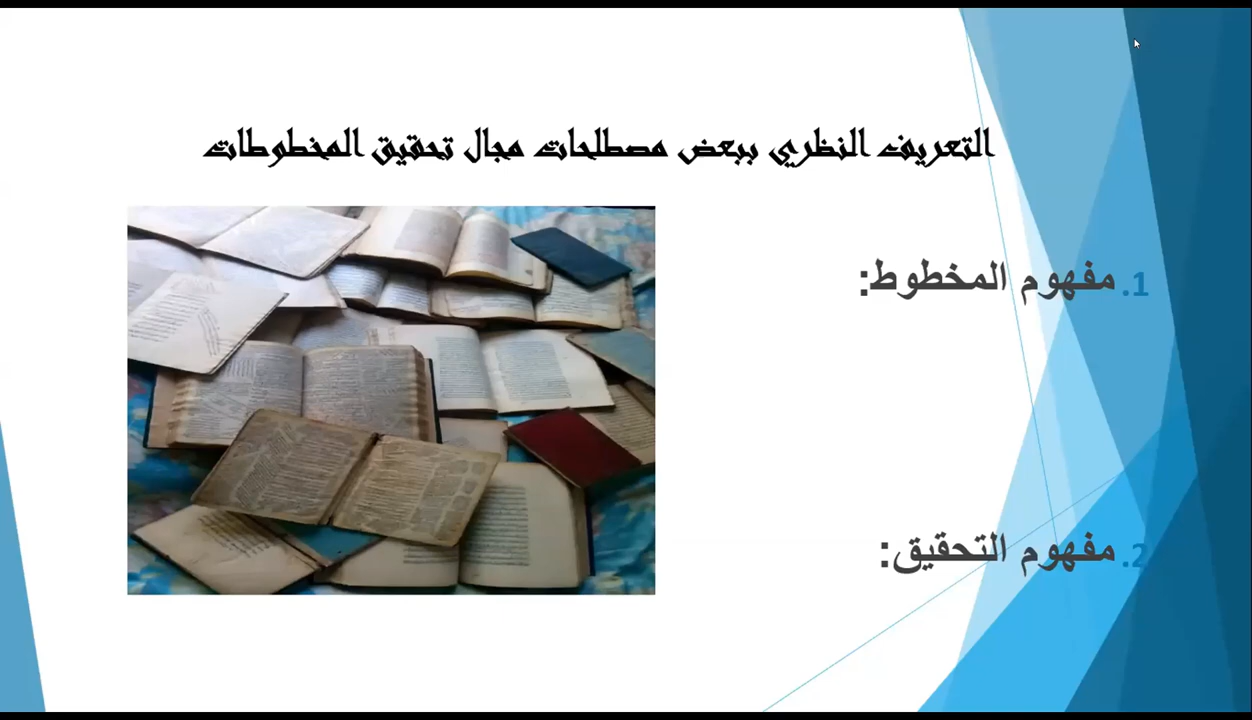 التعريف النظري ببعض مصطلحات مجال تحقيق المخطوطات
1. مفهوم المخطوط:
2. مفهوم التحقيق: